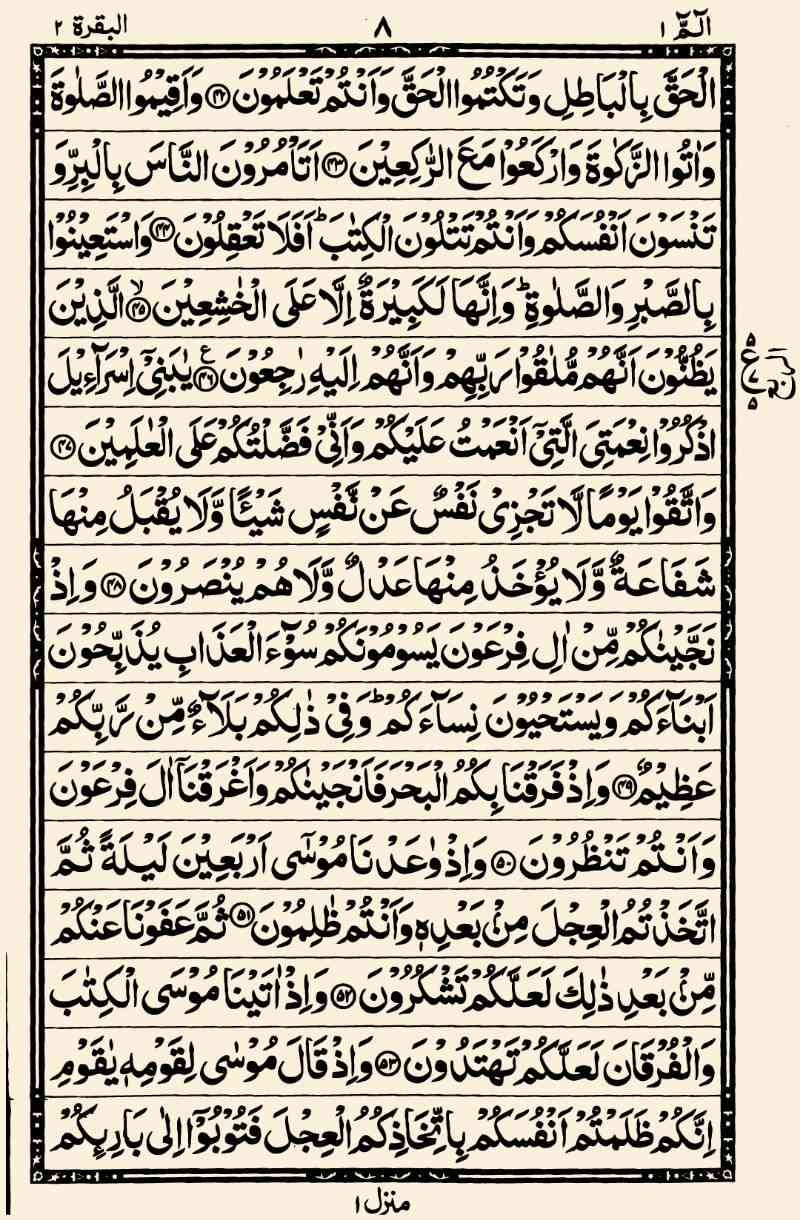 الٓمّٓ ۱ ۸ البقرة ۲
الْحَقَّ بِالْبَاطِلِ وَتَكْتُمُوا الْحَقَّ وَاَنْتُمْ تَعْلَمُوْنَ ﴿۴۲﴾ وَاَقِيْمُوا الصَّلٰوةَ
وَاٰتُوا الزَّكٰوةَ وَارْكَعُوْا مَعَ الرّٰكِعِيْنَ ﴿۴۳﴾ اَتَاْمُرُوْنَ النَّاسَ بِالْبِرِّ وَ
تَنْسَوْنَ اَنْفُسَكُمْ وَاَنْتُمْ تَتْلُوْنَ الْكِتٰبَ ؕ اَفَلَا تَعْقِلُوْنَ ﴿۴۴﴾ وَاسْتَعِيْنُوْا
بِالصَّبْرِ وَالصَّلٰوةِ ؕ وَاِنَّهَا لَكَبِيْرَةٌ اِلَّا عَلَى الْخٰشِعِيْنَ ﴿۴۵﴾ ۙ الَّذِيْنَ
يَظُنُّوْنَ اَنَّهُمْ مُّلٰقُوْا رَبِّهِمْ وَاَنَّهُمْ اِلَيْهِ رٰجِعُوْنَ ﴿۴۶﴾ ع يٰبَنِيْٓ اِسْرَآءِيْلَ
اذْكُرُوْا نِعْمَتِيَ الَّتِيْٓ اَنْعَمْتُ عَلَيْكُمْ وَاَنِّيْ فَضَّلْتُكُمْ عَلَى الْعٰلَمِيْنَ ﴿۴۷﴾
وَاتَّقُوْا يَوْمًا لَّا تَجْزِيْ نَفْسٌ عَنْ نَّفْسٍ شَيْـًٔا وَّلَا يُقْبَلُ مِنْهَا
شَفَاعَةٌ وَّلَا يُؤْخَذُ مِنْهَا عَدْلٌ وَّلَا هُمْ يُنْصَرُوْنَ ﴿۴۸﴾ وَاِذْ
نَجَّيْنٰكُمْ مِّنْ اٰلِ فِرْعَوْنَ يَسُوْمُوْنَكُمْ سُوْٓءَ الْعَذَابِ يُذَبِّحُوْنَ
اَبْنَآءَكُمْ وَيَسْتَحْيُوْنَ نِسَآءَكُمْ ؕ وَفِيْ ذٰلِكُمْ بَلَآءٌ مِّنْ رَّبِّكُمْ
عَظِيْمٌ ﴿۴۹﴾ وَاِذْ فَرَقْنَا بِكُمُ الْبَحْرَ فَاَنْجَيْنٰكُمْ وَاَغْرَقْنَآ اٰلَ فِرْعَوْنَ
وَاَنْتُمْ تَنْظُرُوْنَ ﴿۵۰﴾ وَاِذْ وٰعَدْنَا مُوْسٰٓى اَرْبَعِيْنَ لَيْلَةً ثُمَّ
اتَّخَذْتُمُ الْعِجْلَ مِنْۢ بَعْدِهٖ وَاَنْتُمْ ظٰلِمُوْنَ ﴿۵۱﴾ ثُمَّ عَفَوْنَا عَنْكُمْ
مِّنْۢ بَعْدِ ذٰلِكَ لَعَلَّكُمْ تَشْكُرُوْنَ ﴿۵۲﴾ وَاِذْ اٰتَيْنَا مُوْسَى الْكِتٰبَ
وَالْفُرْقَانَ لَعَلَّكُمْ تَهْتَدُوْنَ ﴿۵۳﴾ وَاِذْ قَالَ مُوْسٰى لِقَوْمِهٖ يٰقَوْمِ
اِنَّكُمْ ظَلَمْتُمْ اَنْفُسَكُمْ بِاتِّخَاذِكُمُ الْعِجْلَ فَتُوْبُوْٓا اِلٰى بَارِئِكُمْ
منزل ۱